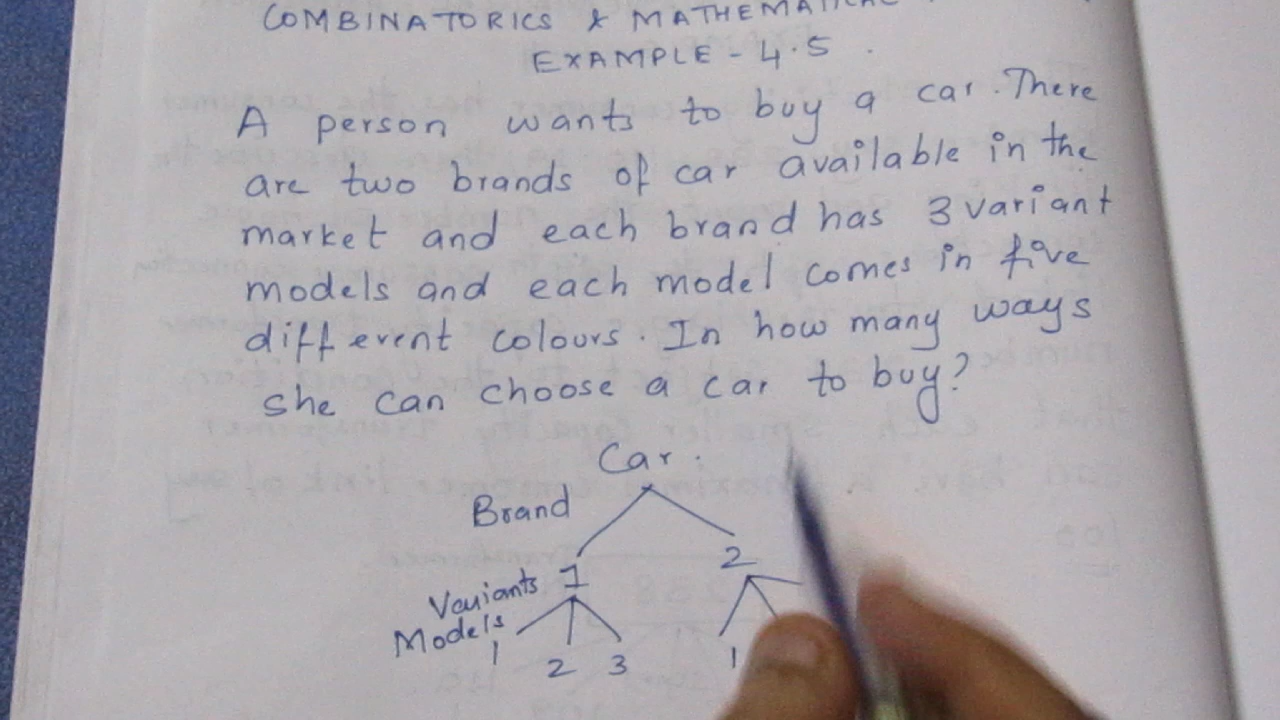 COMBINATORICS & MATHEMATICAL
EXAMPLE - 4.5.
A person wants to buy a car. There
are two brands of car available in the
market and each brand has 3 variant
models and each model comes in five
different colours. In how many ways
she can choose a car to buy?
Car.
Brand
1 2
Variants
Models
1 2 3 1